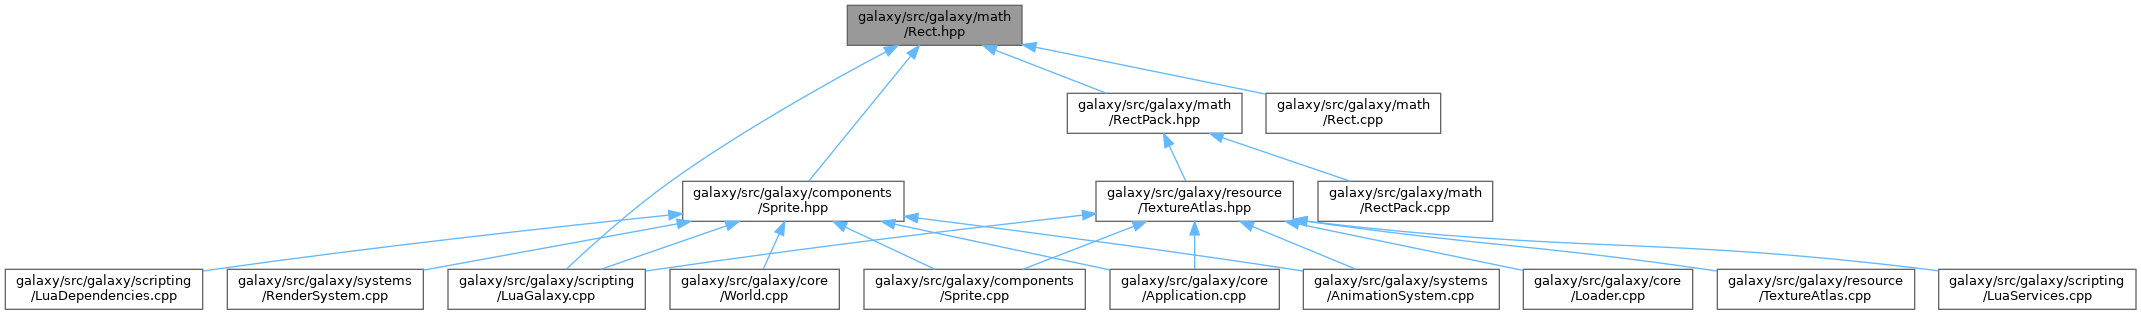 galaxy/src/galaxy/math
/Rect.hpp
galaxy/src/galaxy/math
/RectPack.hpp
galaxy/src/galaxy/math
/Rect.cpp
galaxy/src/galaxy/components
/Sprite.hpp
galaxy/src/galaxy/resource
/TextureAtlas.hpp
galaxy/src/galaxy/math
/RectPack.cpp
galaxy/src/galaxy/scripting
/LuaDependencies.cpp
galaxy/src/galaxy/systems
/RenderSystem.cpp
galaxy/src/galaxy/scripting
/LuaGalaxy.cpp
galaxy/src/galaxy/core
/World.cpp
galaxy/src/galaxy/components
/Sprite.cpp
galaxy/src/galaxy/core
/Application.cpp
galaxy/src/galaxy/systems
/AnimationSystem.cpp
galaxy/src/galaxy/core
/Loader.cpp
galaxy/src/galaxy/resource
/TextureAtlas.cpp
galaxy/src/galaxy/scripting
/LuaServices.cpp